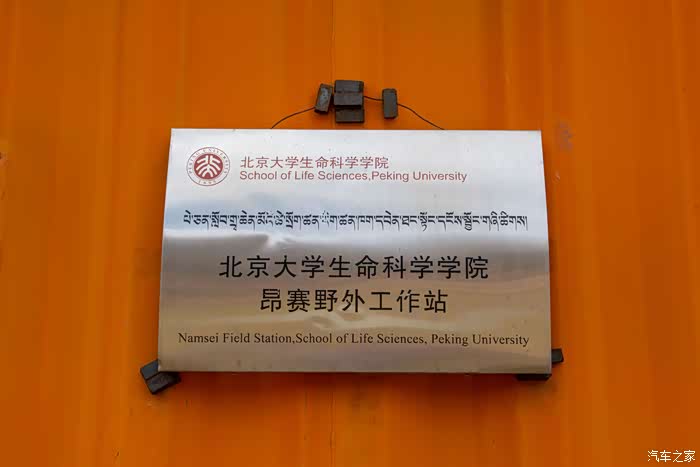 北京大学生命科学学院
School of Life Sciences,Peking University
北京大学生命科学学院
昂赛野外工作站
Namsei Field Station,School of Life Sciences, Peking University
汽车之家